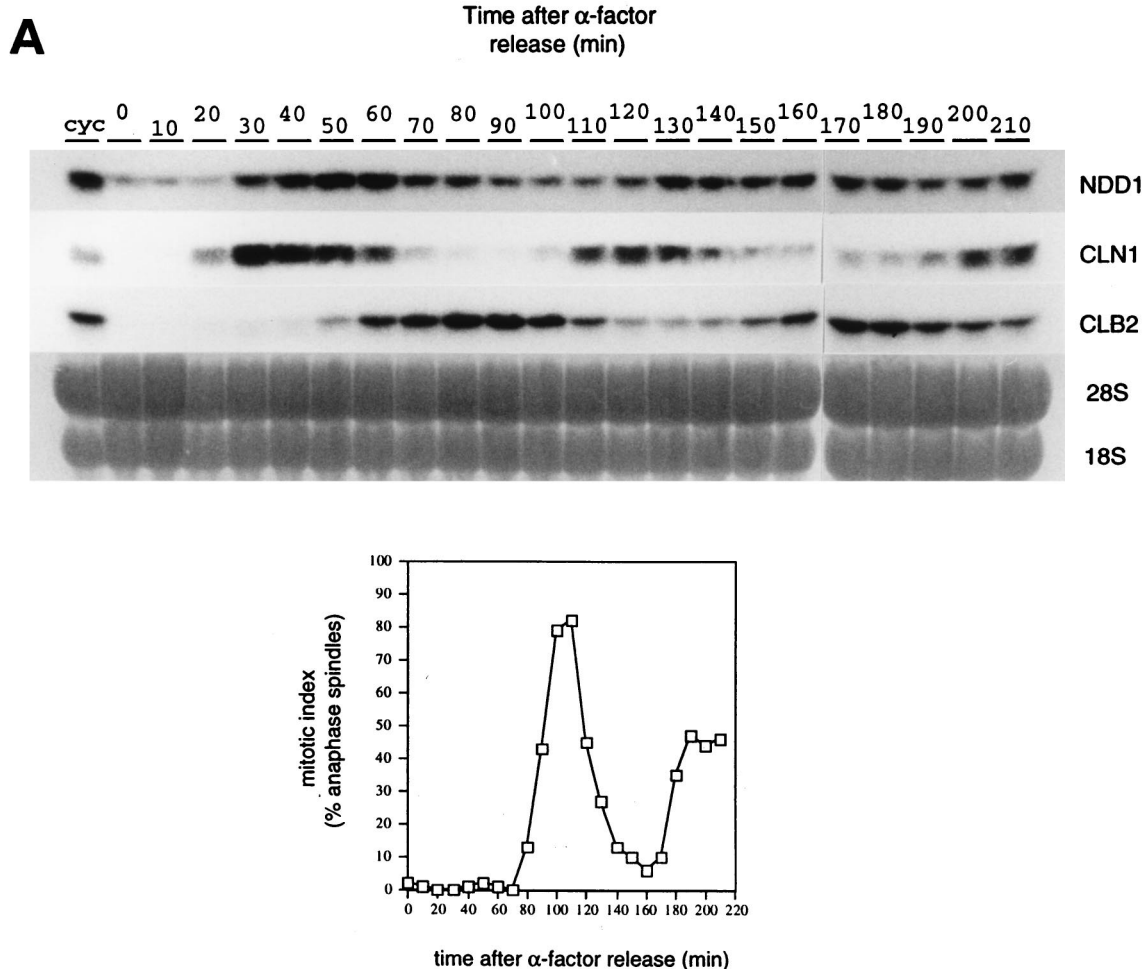 A
Time after α-factor
release (min)
cyc 0 10 20 30 40 50 60 70 80 90 100 110 120 130 140 150 160 170 180 190 200 210
NDD1
CLN1
CLB2
28S
18S
mitotic index
(% anaphase spindles)
100
90
80
70
60
50
40
30
20
10
0
0 20 40 60 80 100 120 140 160 180 200 220
time after α-factor release (min)